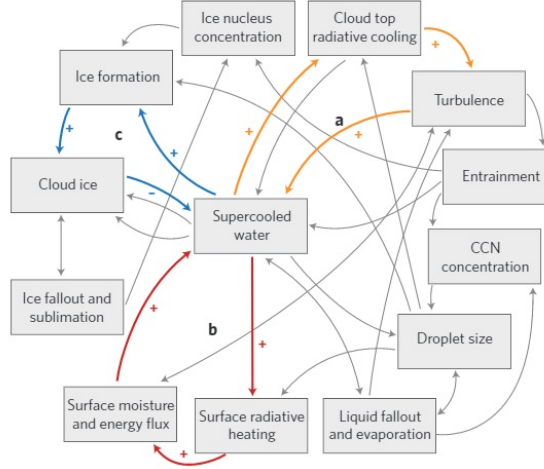 Ice nucleus
concentration
Cloud top
radiative cooling
+
Ice formation
Turbulence
+
c
+
+
a
+
Cloud ice
–
Entrainment
Supercooled
water
CCN
concentration
Ice fallout and
sublimation
+
b
+
Droplet size
Surface moisture
and energy flux
+
Surface radiative
heating
Liquid fallout
and evaporation